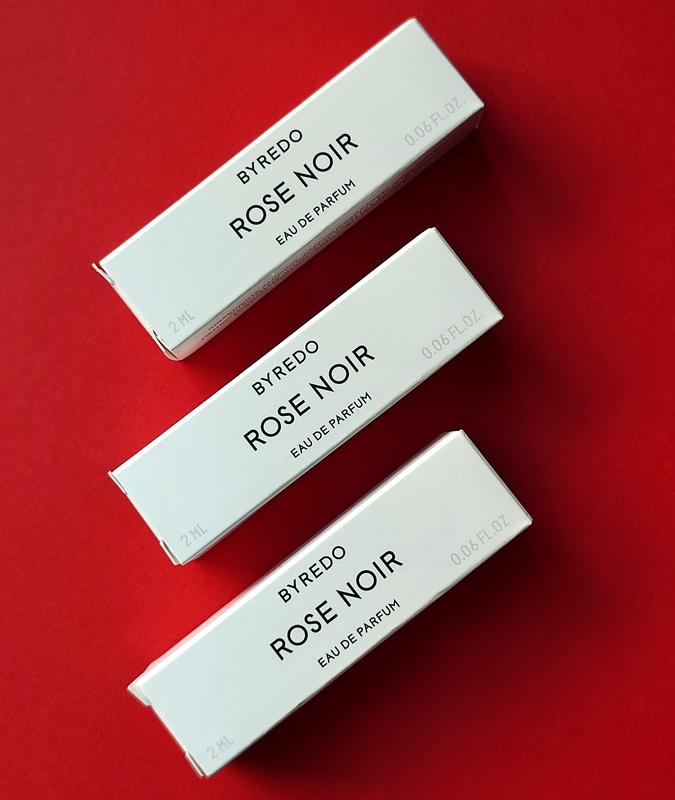 BYREDO
ROSE NOIR
EAU DE PARFUM
2 ML
0.06 FL.OZ.
BYREDO
ROSE NOIR
EAU DE PARFUM
2 ML
0.06 FL.OZ.
BYREDO
ROSE NOIR
EAU DE PARFUM
2 ML
0.06 FL.OZ.